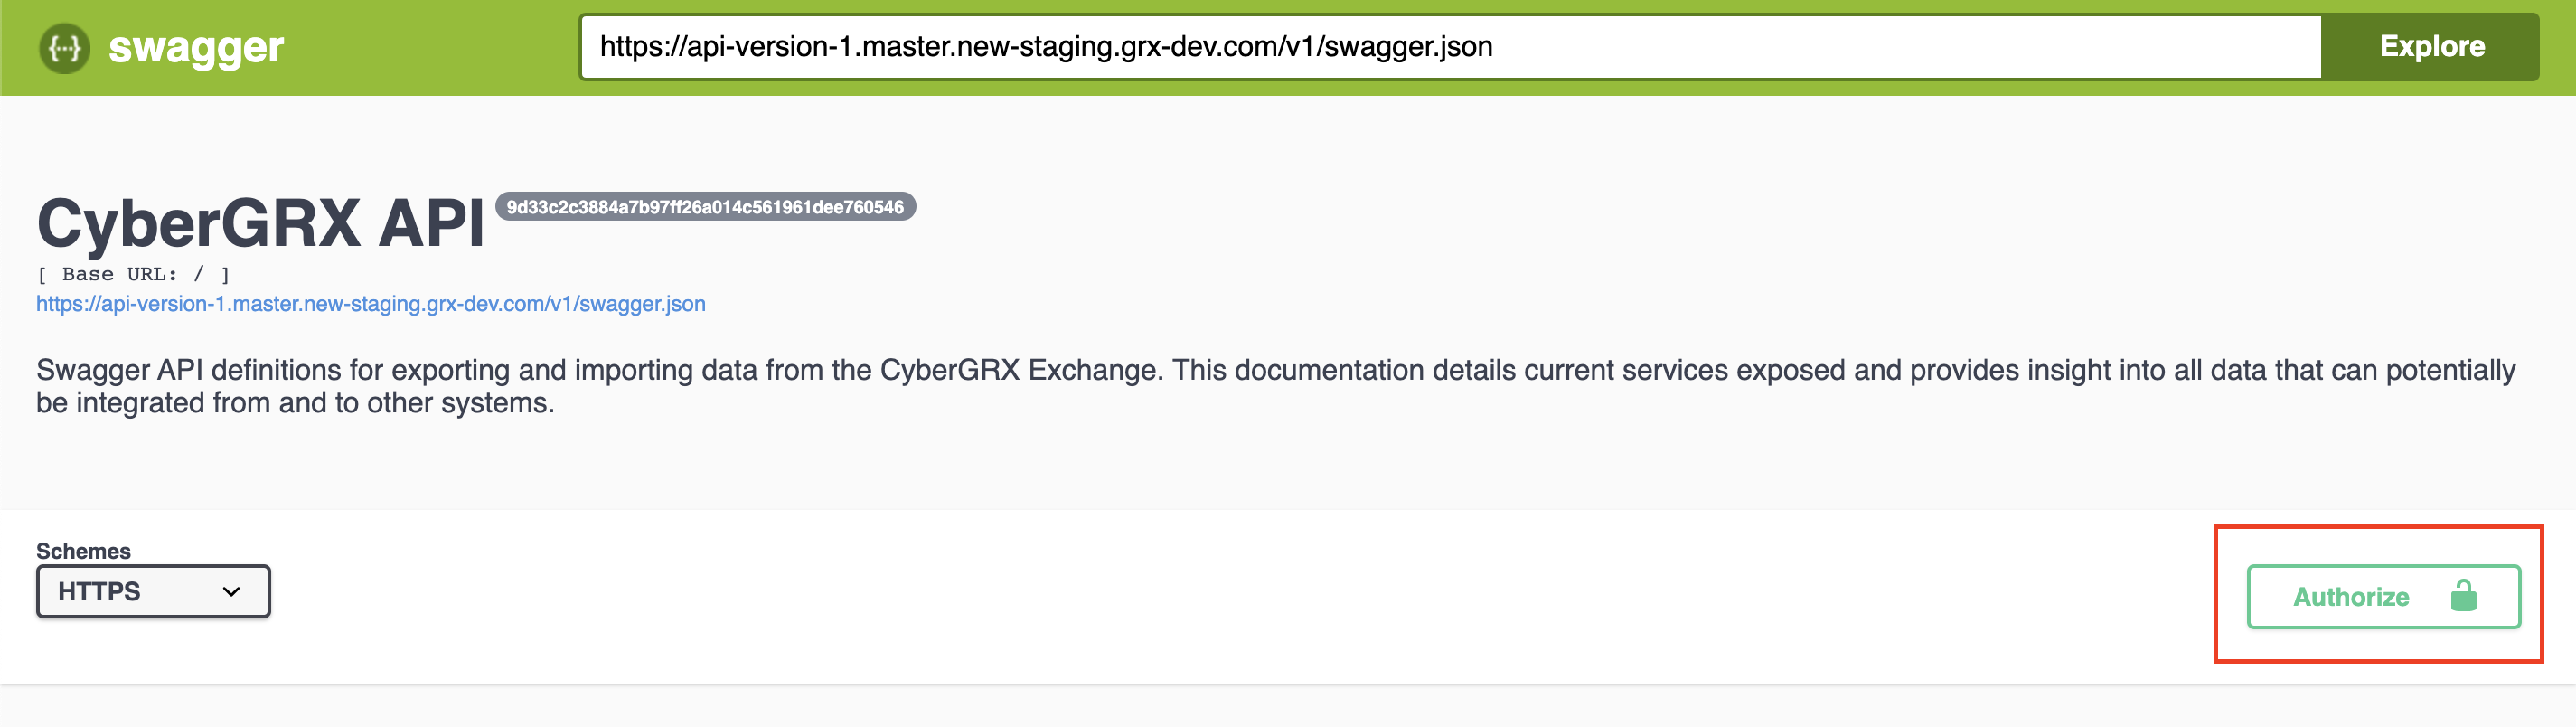 {···} swagger
https://api-version-1.master.new-staging.grx-dev.com/v1/swagger.json
Explore
CyberGRX API
9d33c2c3884a7b97ff26a014c561961dee760546
[ Base URL: / ]
https://api-version-1.master.new-staging.grx-dev.com/v1/swagger.json
Swagger API definitions for exporting and importing data from the CyberGRX Exchange. This documentation details current services exposed and provides insight into all data that can potentially
be integrated from and to other systems.
Schemes
HTTPS
Authorize